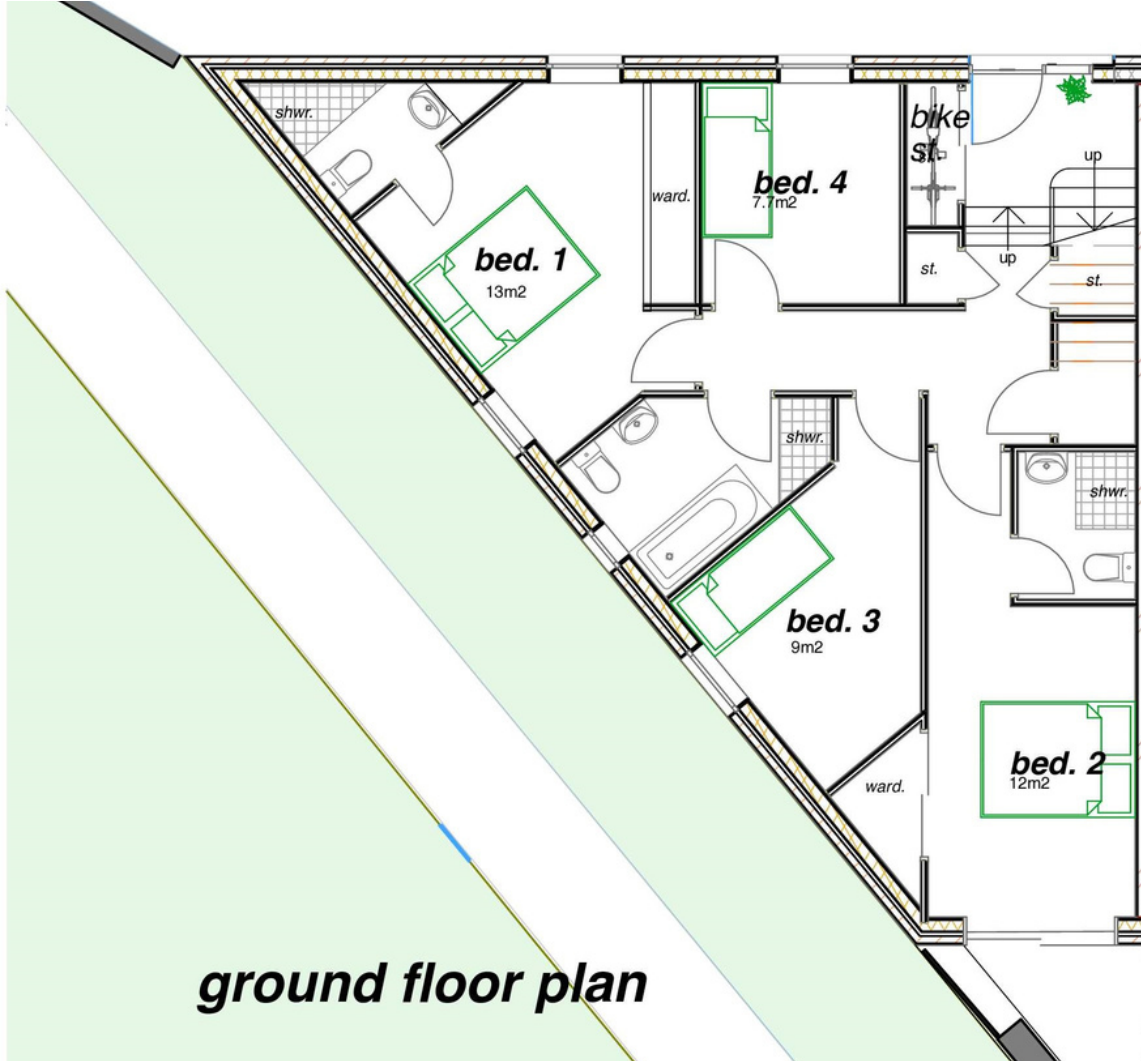 shwr.
bike
st.
up
bed. 4
7.7m2
ward.
bed. 1
13m2
st.
up
st.
shwr.
shwr.
bed. 3
9m2
bed. 2
12m2
ward.
ground floor plan